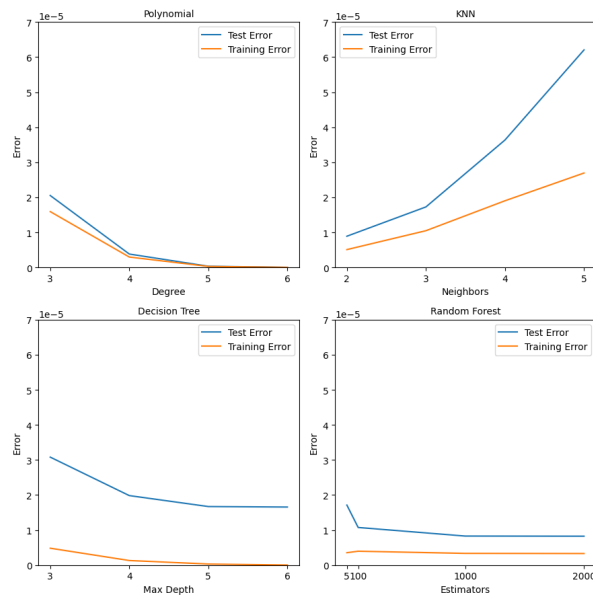 Polynomial
1e−5
7
6
5
4
3
2
1
0
Error
Test Error
Training Error
3 4 5 6
Degree
KNN
1e−5
7
6
5
4
3
2
1
0
Error
Test Error
Training Error
2 3 4 5
Neighbors
Decision Tree
1e−5
7
6
5
4
3
2
1
0
Error
Test Error
Training Error
3 4 5 6
Max Depth
Random Forest
1e−5
7
6
5
4
3
2
1
0
Error
Test Error
Training Error
5 100 1000 2000
Estimators